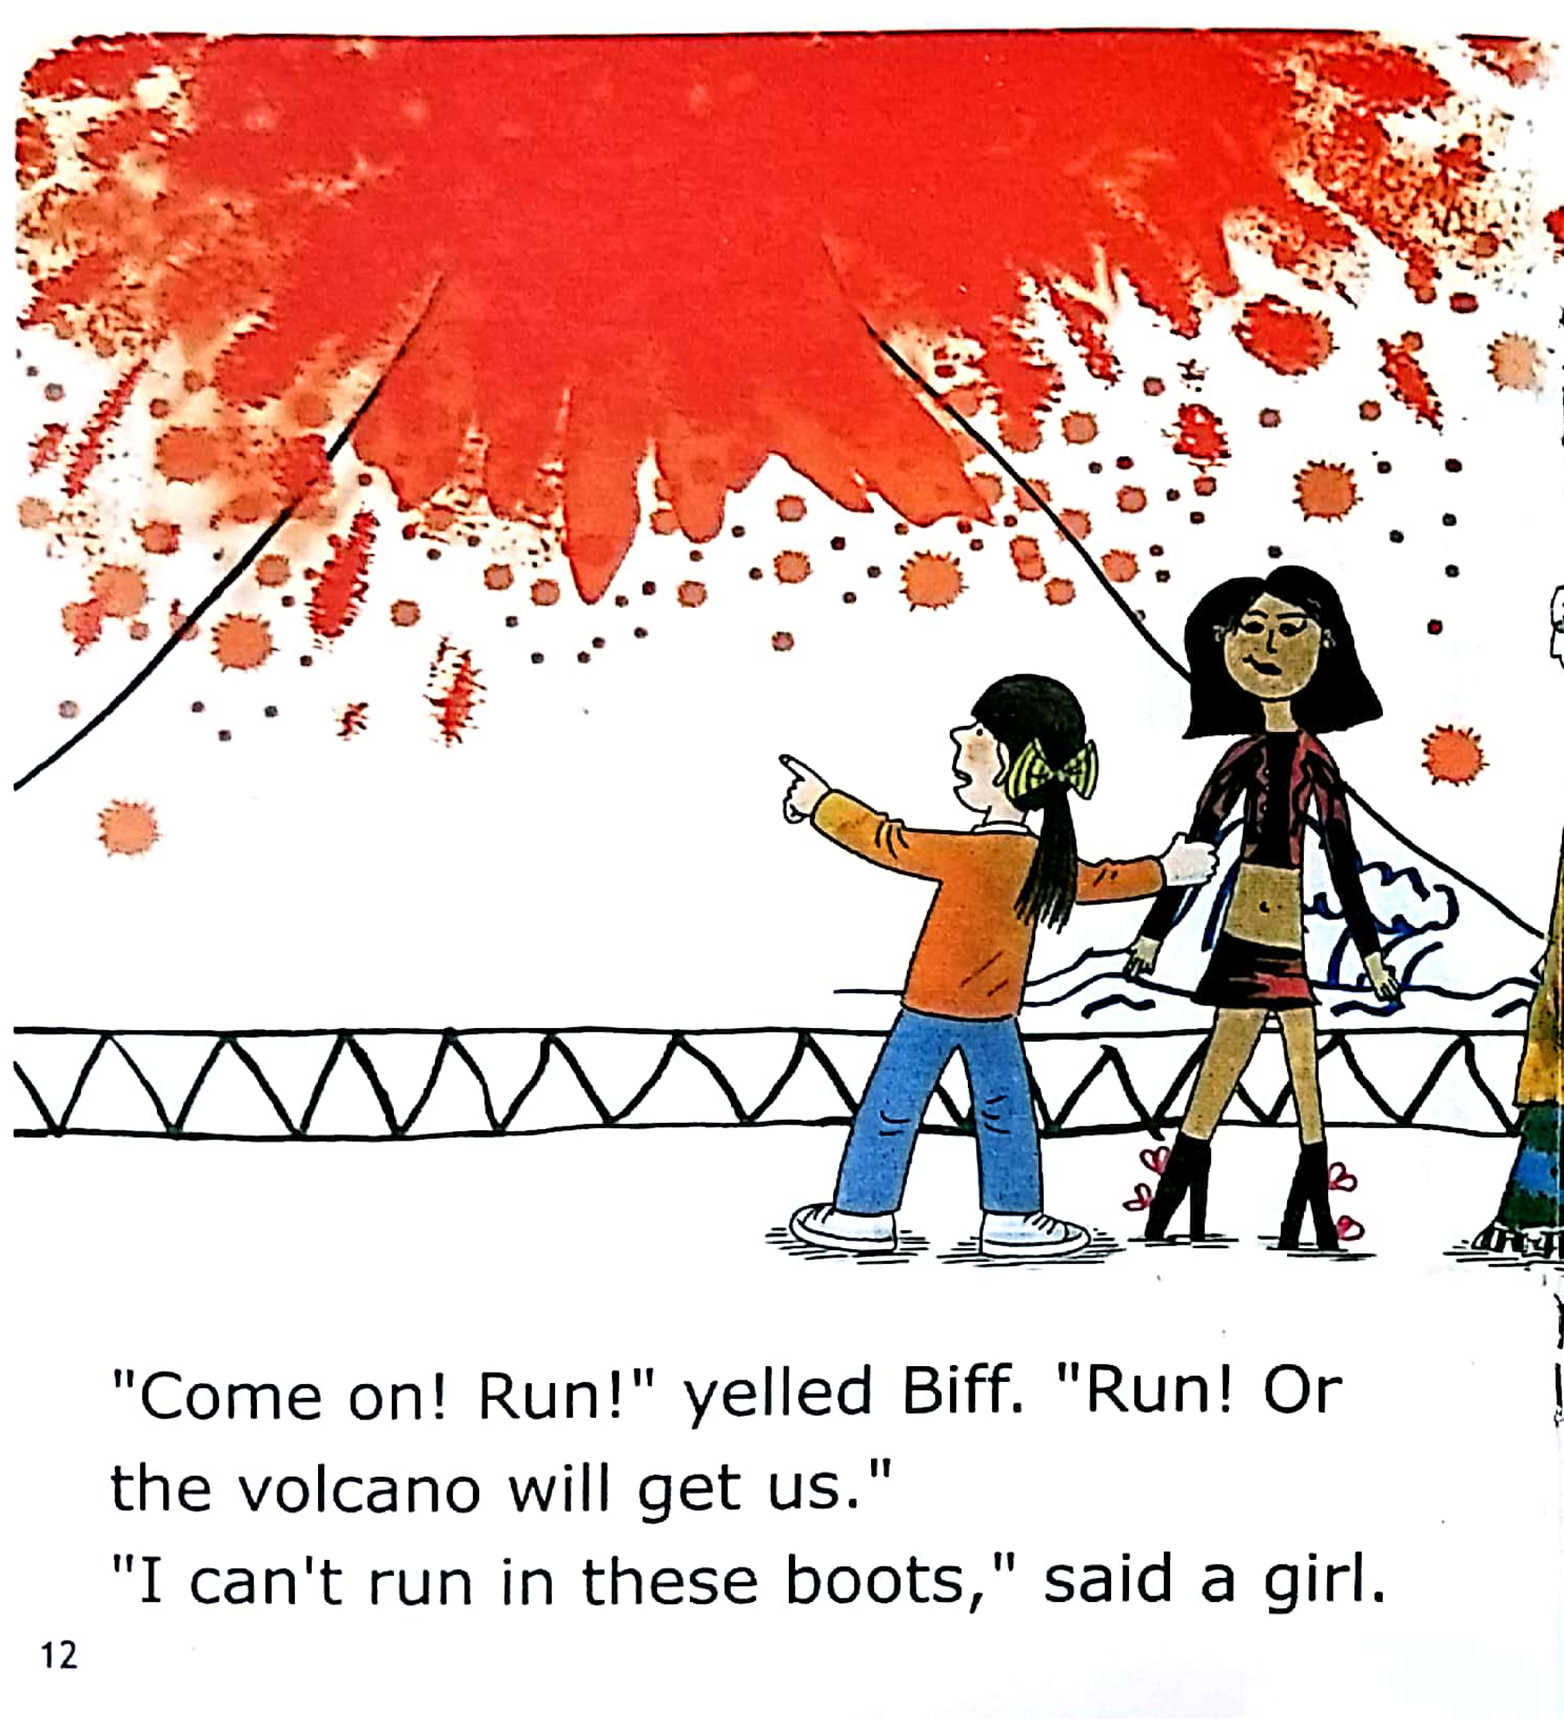 "Come on! Run!" yelled Biff. "Run! Or
the volcano will get us."
"I can't run in these boots," said a girl.
12